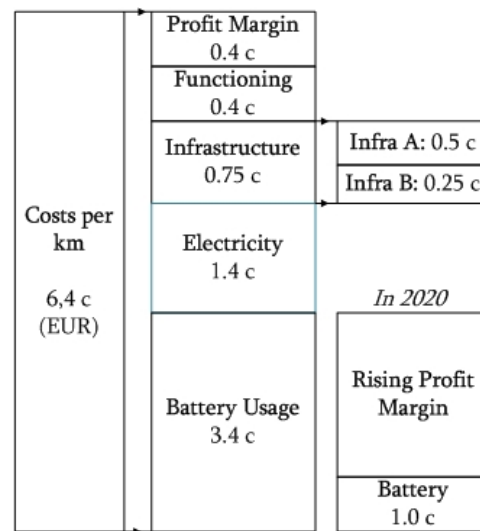 Costs per
km
6,4 c
(EUR)
Profit Margin
0.4 c
Functioning
0.4 c
Infrastructure
0.75 c
Electricity
1.4 c
Battery Usage
3.4 c
Infra A: 0.5 c
Infra B: 0.25 c
In 2020
Rising Profit
Margin
Battery
1.0 c